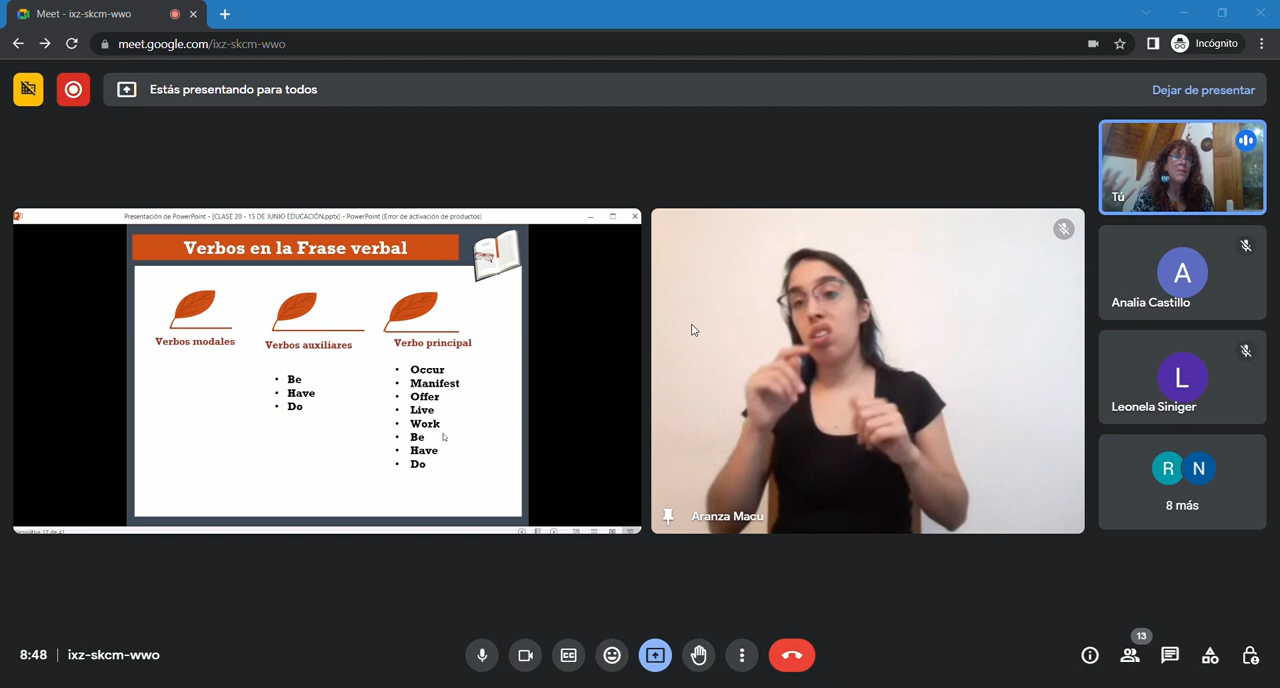 Meet - ixz-skcm-wwo
meet.google.com/ixz-skcm-wwo
Incógnito
Estás presentando para todos
Dejar de presentar
Tú
Presentación de PowerPoint - [CLASE 20 - 15 DE JUNIO EDUCACIÓN.pptx] - PowerPoint (Error de activación de productos)
Verbos en la Frase verbal
Verbos modales
Verbos auxiliares
Verbo principal
• Be
• Have
• Do
• Occur
• Manifest
• Offer
• Live
• Work
• Be
• Have
• Do
Aranza Macu
A
Analia Castillo
L
Leonela Siniger
R N
8 más
8:48 | ixz-skcm-wwo
13